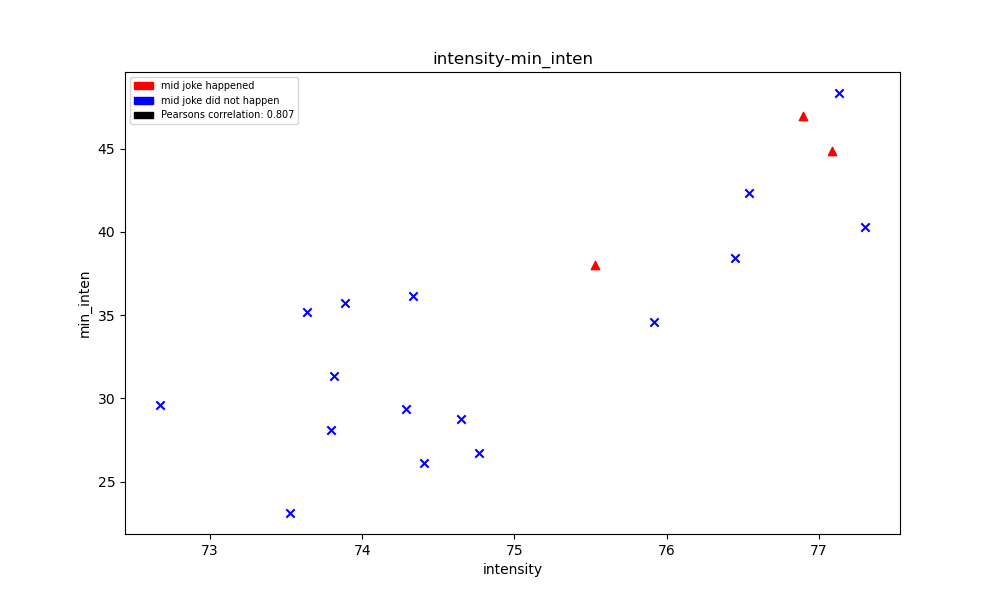 intensity-min_inten
mid joke happened
mid joke did not happen
Pearsons correlation: 0.807
45
40
35
30
25
min_inten
73 74 75 76 77
intensity